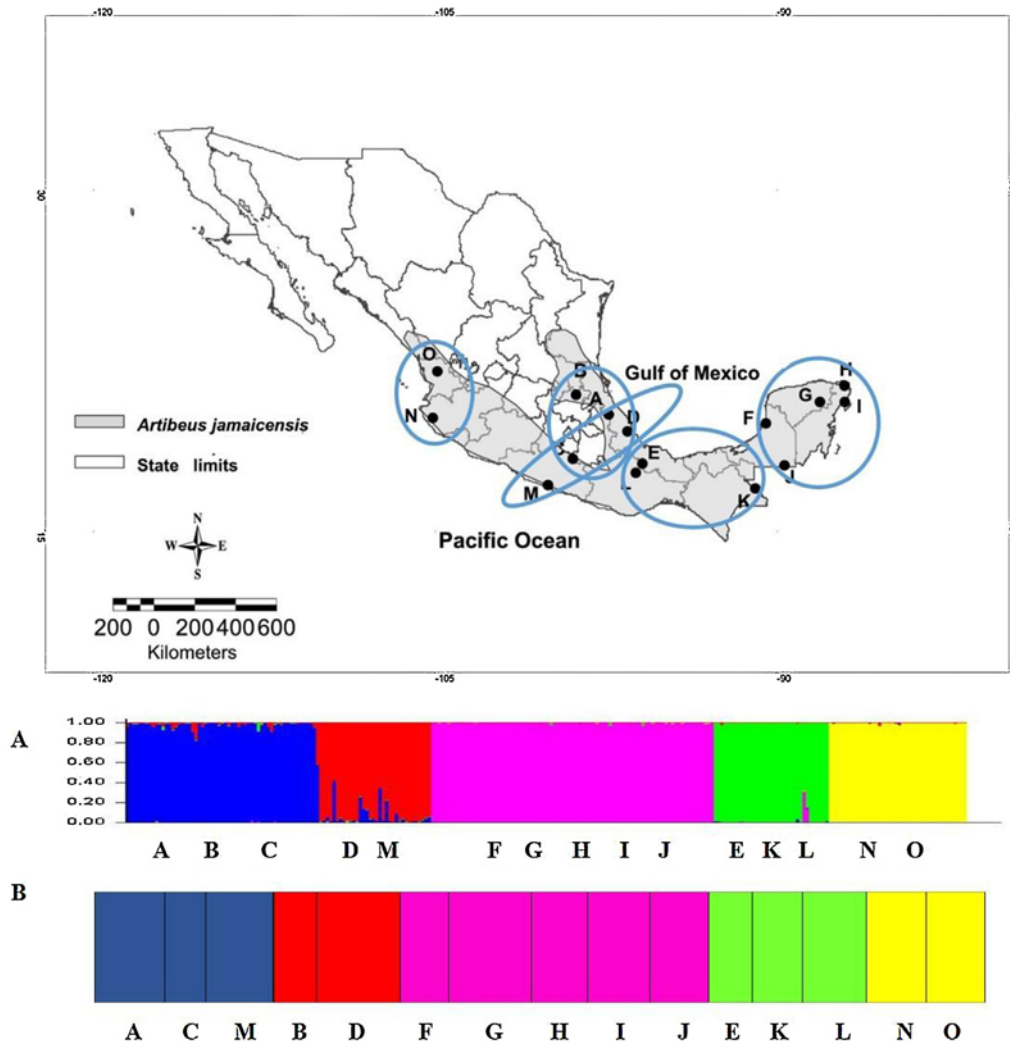 -120 -105 -90
30
O B Gulf of Mexico H
A G I
N D F
Artibeus jamaicensis
E J
State limits
M K
Pacific Ocean
N
W E
S
200 0 200 400 600
Kilometers
15
-120 -105 -90
A
1.00
0.80
0.60
0.40
0.20
0.00
A B C D M F G H I J E K L N O
B
A C M B D F G H I J E K L N O